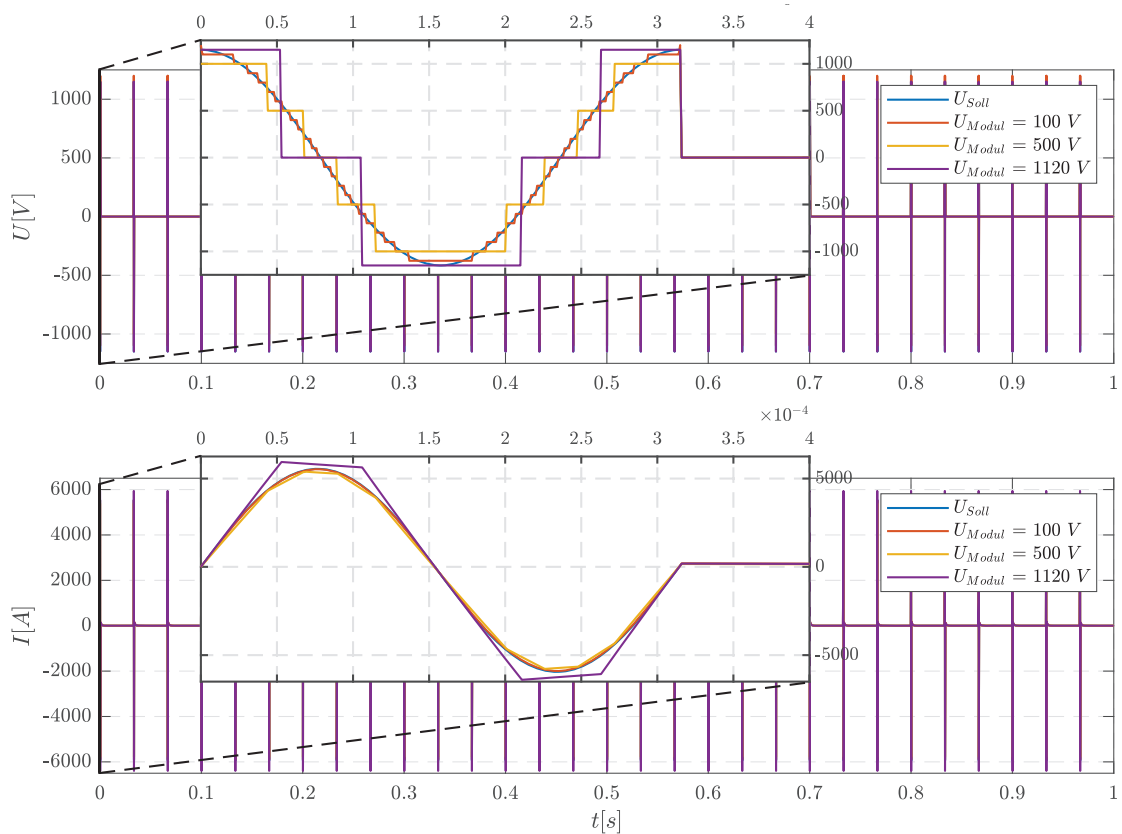 0 0.5 1 1.5 2 2.5 3 3.5 4
1000
500
0
-500
-1000
U[V]
1000
500
0
-500
-1000
U_Soll
U_Modul = 100 V
U_Modul = 500 V
U_Modul = 1120 V
0 0.1 0.2 0.3 0.4 0.5 0.6 0.7 0.8 0.9 1
×10⁻⁴
0 0.5 1 1.5 2 2.5 3 3.5 4
6000
4000
2000
0
-2000
-4000
-6000
I[A]
5000
0
-5000
U_Soll
U_Modul = 100 V
U_Modul = 500 V
U_Modul = 1120 V
0 0.1 0.2 0.3 0.4 0.5 0.6 0.7 0.8 0.9 1
t[s]